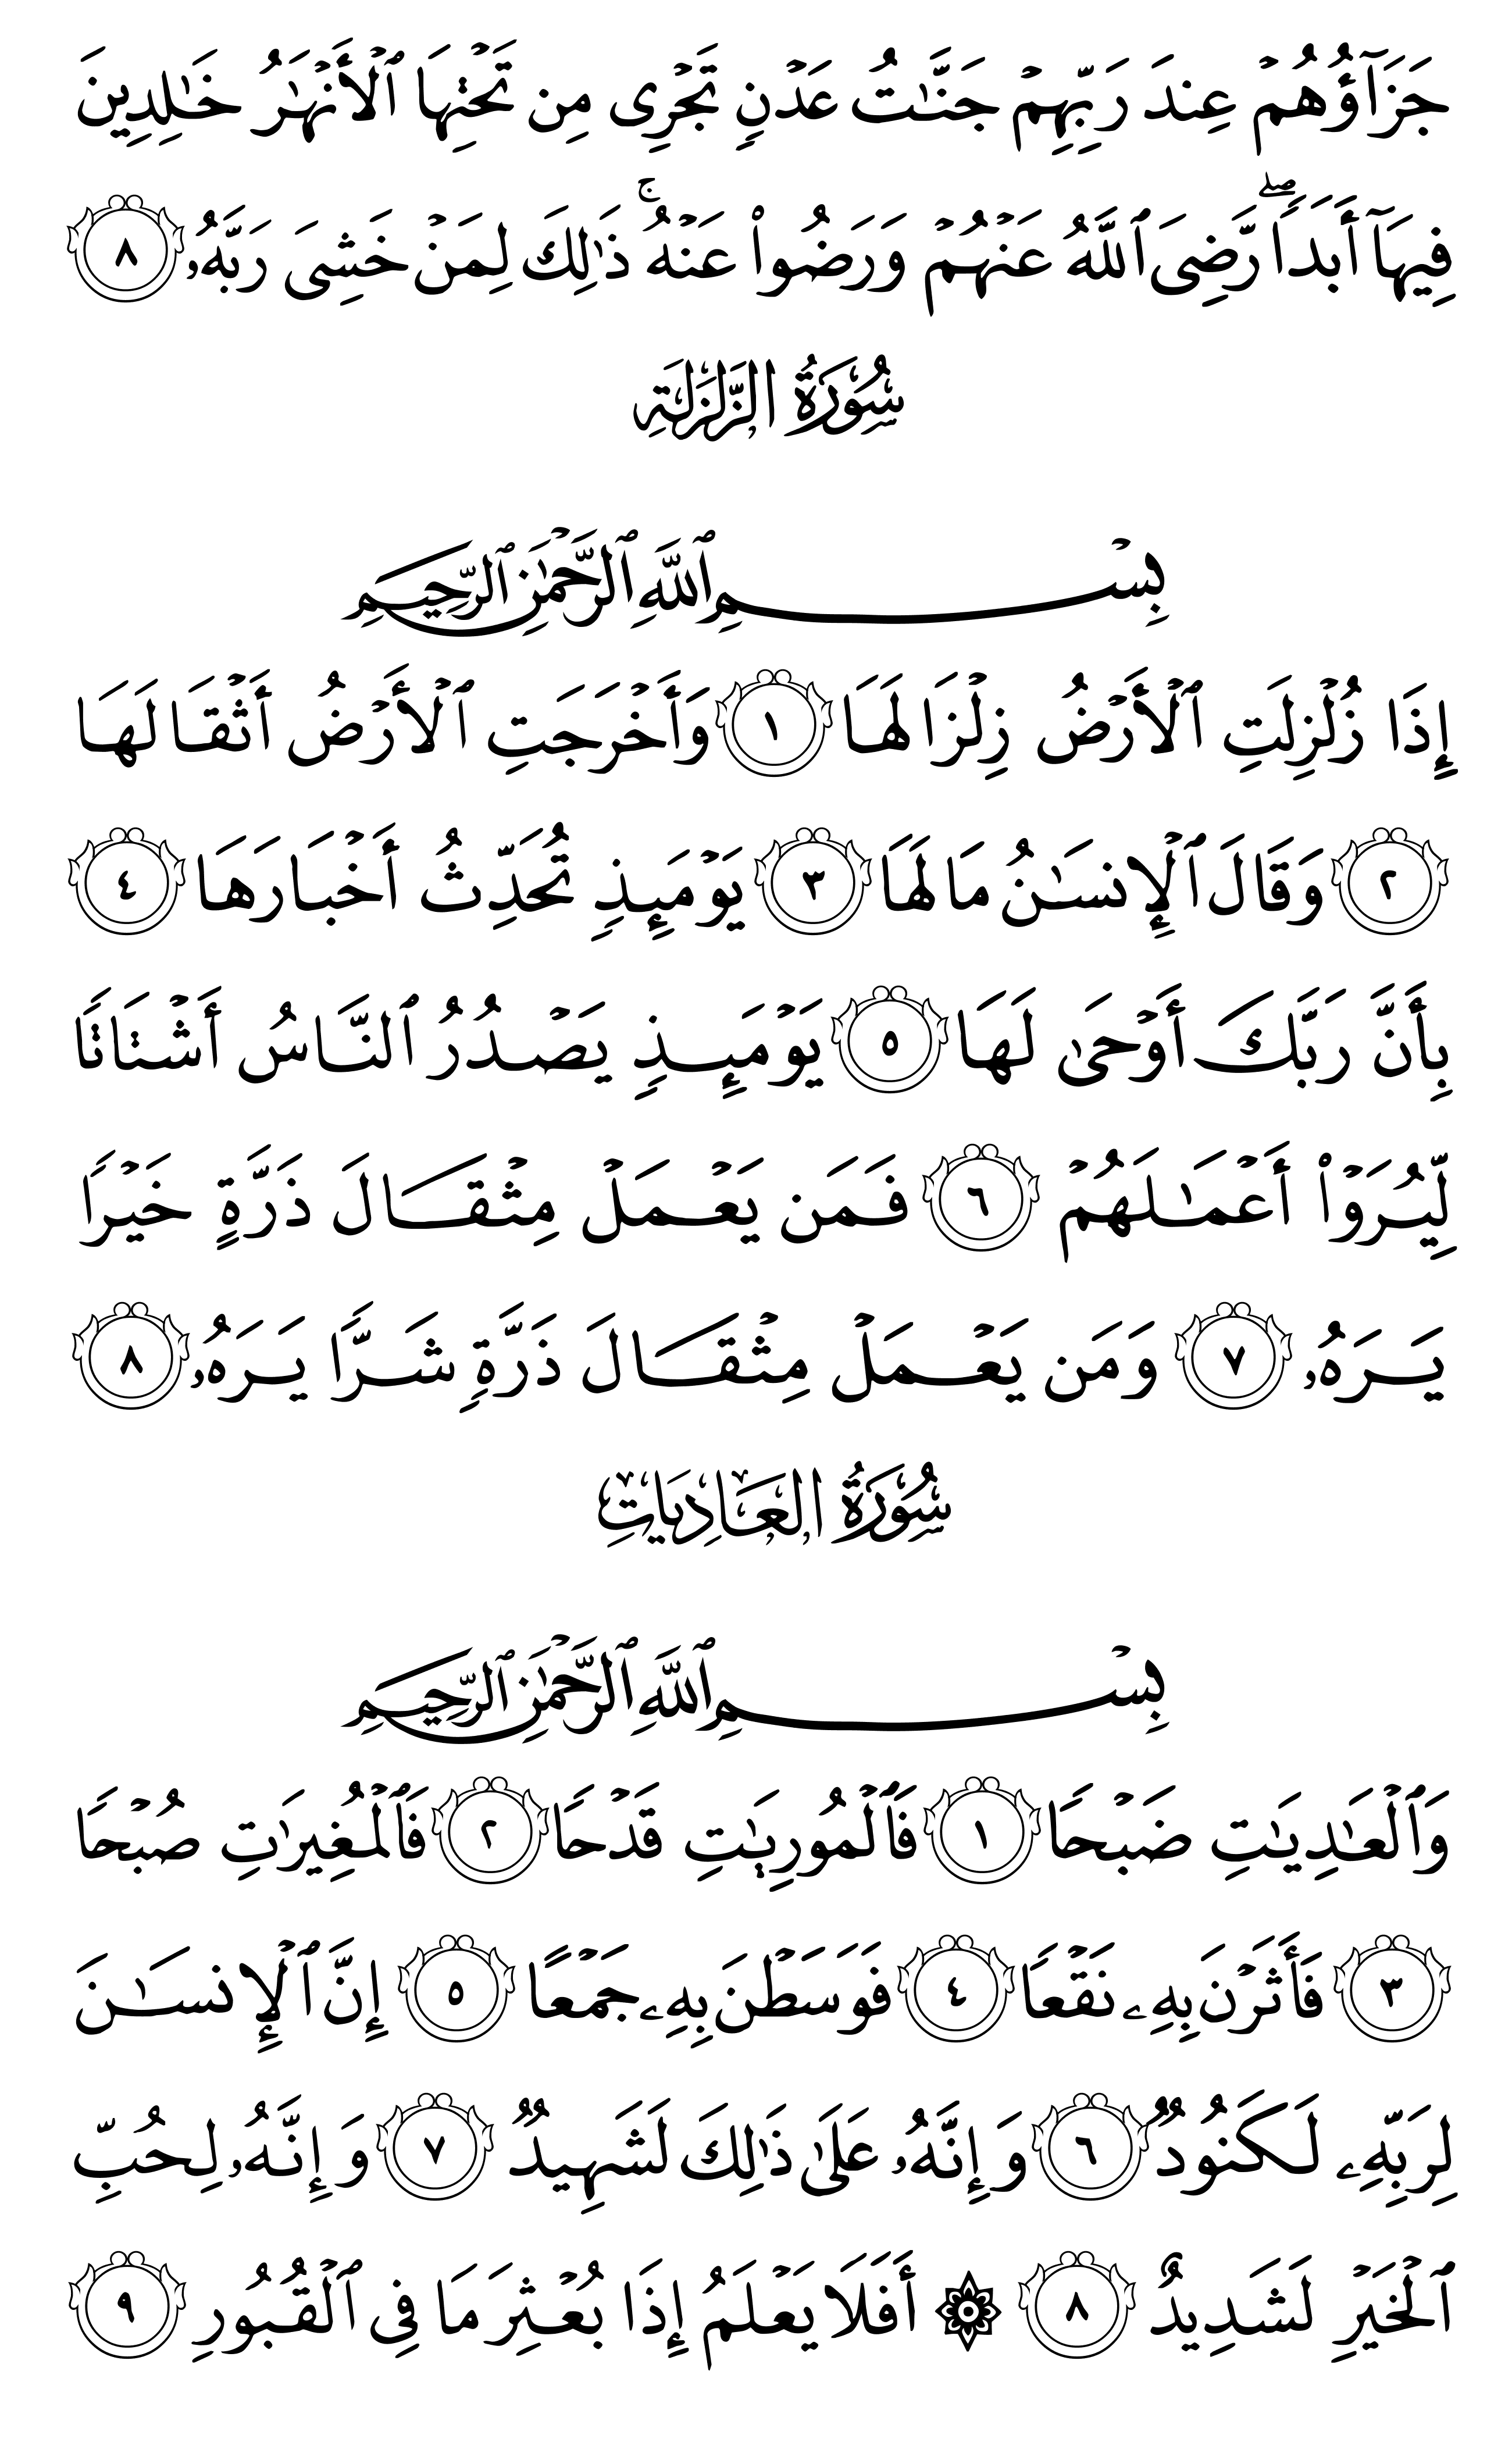 جَزَآؤُهُمْ عِندَ رَبِّهِمْ جَنَّـٰتُ عَدْنٍ تَجْرِى مِن تَحْتِهَا ٱلْأَنْهَـٰرُ خَـٰلِدِينَ
فِيهَآ أَبَدًا ۖ رَّضِىَ ٱللَّهُ عَنْهُمْ وَرَضُوا۟ عَنْهُ ۚ ذَٰلِكَ لِمَنْ خَشِىَ رَبَّهُۥ ٨
سُورَةُ الزَّلْزَلَةِ
بِسْمِ ٱللَّهِ ٱلرَّحْمَـٰنِ ٱلرَّحِيمِ
إِذَا زُلْزِلَتِ ٱلْأَرْضُ زِلْزَالَهَا ١ وَأَخْرَجَتِ ٱلْأَرْضُ أَثْقَالَهَا
٢ وَقَالَ ٱلْإِنسَـٰنُ مَا لَهَا ٣ يَوْمَئِذٍ تُحَدِّثُ أَخْبَارَهَا ٤
بِأَنَّ رَبَّكَ أَوْحَىٰ لَهَا ٥ يَوْمَئِذٍ يَصْدُرُ ٱلنَّاسُ أَشْتَاتًا
لِّيُرَوْا۟ أَعْمَـٰلَهُمْ ٦ فَمَن يَعْمَلْ مِثْقَالَ ذَرَّةٍ خَيْرًا
يَرَهُۥ ٧ وَمَن يَعْمَلْ مِثْقَالَ ذَرَّةٍ شَرًّا يَرَهُۥ ٨
سُورَةُ العَادِيَاتِ
بِسْمِ ٱللَّهِ ٱلرَّحْمَـٰنِ ٱلرَّحِيمِ
وَٱلْعَـٰدِيَـٰتِ ضَبْحًا ١ فَٱلْمُورِيَـٰتِ قَدْحًا ٢ فَٱلْمُغِيرَٰتِ صُبْحًا
٣ فَأَثَرْنَ بِهِۦ نَقْعًا ٤ فَوَسَطْنَ بِهِۦ جَمْعًا ٥ إِنَّ ٱلْإِنسَـٰنَ
لِرَبِّهِۦ لَكَنُودٌ ٦ وَإِنَّهُۥ عَلَىٰ ذَٰلِكَ لَشَهِيدٌ ٧ وَإِنَّهُۥ لِحُبِّ
ٱلْخَيْرِ لَشَدِيدٌ ٨ ۞ أَفَلَا يَعْلَمُ إِذَا بُعْثِرَ مَا فِى ٱلْقُبُورِ ٩